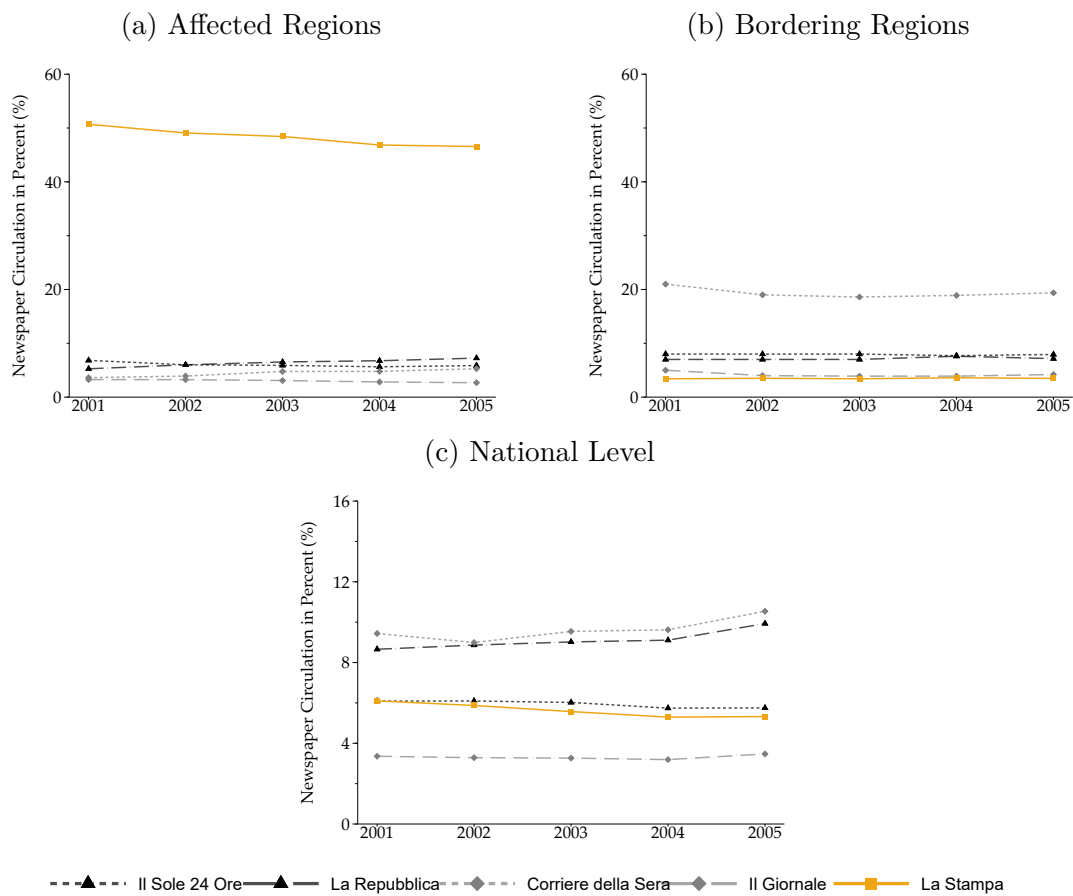 (a) Affected Regions
Newspaper Circulation in Percent (%)
60
40
20
0
2001 2002 2003 2004 2005
(b) Bordering Regions
Newspaper Circulation in Percent (%)
60
40
20
0
2001 2002 2003 2004 2005
(c) National Level
Newspaper Circulation in Percent (%)
16
12
8
4
0
2001 2002 2003 2004 2005
Il Sole 24 Ore La Repubblica Corriere della Sera Il Giornale La Stampa